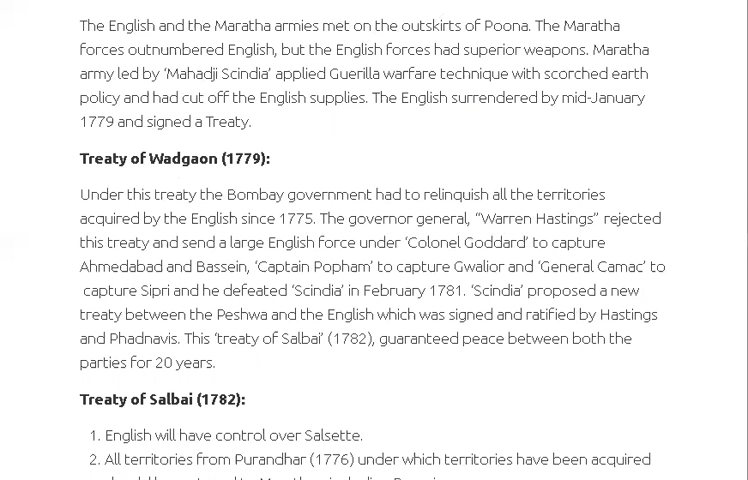 The English and the Maratha armies met on the outskirts of Poona. The Maratha
forces outnumbered English, but the English forces had superior weapons. Maratha
army led by ‘Mahadji Scindia’ applied Guerilla warfare technique with scorched earth
policy and had cut off the English supplies. The English surrendered by mid-January
1779 and signed a Treaty.
Treaty of Wadgaon (1779):
Under this treaty the Bombay government had to relinquish all the territories
acquired by the English since 1775. The governor general, “Warren Hastings” rejected
this treaty and send a large English force under ‘Colonel Goddard’ to capture
Ahmedabad and Bassein, ‘Captain Popham’ to capture Gwalior and ‘General Camac’ to
capture Sipri and he defeated ‘Scindia’ in February 1781. ‘Scindia’ proposed a new
treaty between the Peshwa and the English which was signed and ratified by Hastings
and Phadnavis. This ‘treaty of Salbai’ (1782), guaranteed peace between both the
parties for 20 years.
Treaty of Salbai (1782):
1. English will have control over Salsette.
2. All territories from Purandhar (1776) under which territories have been acquired